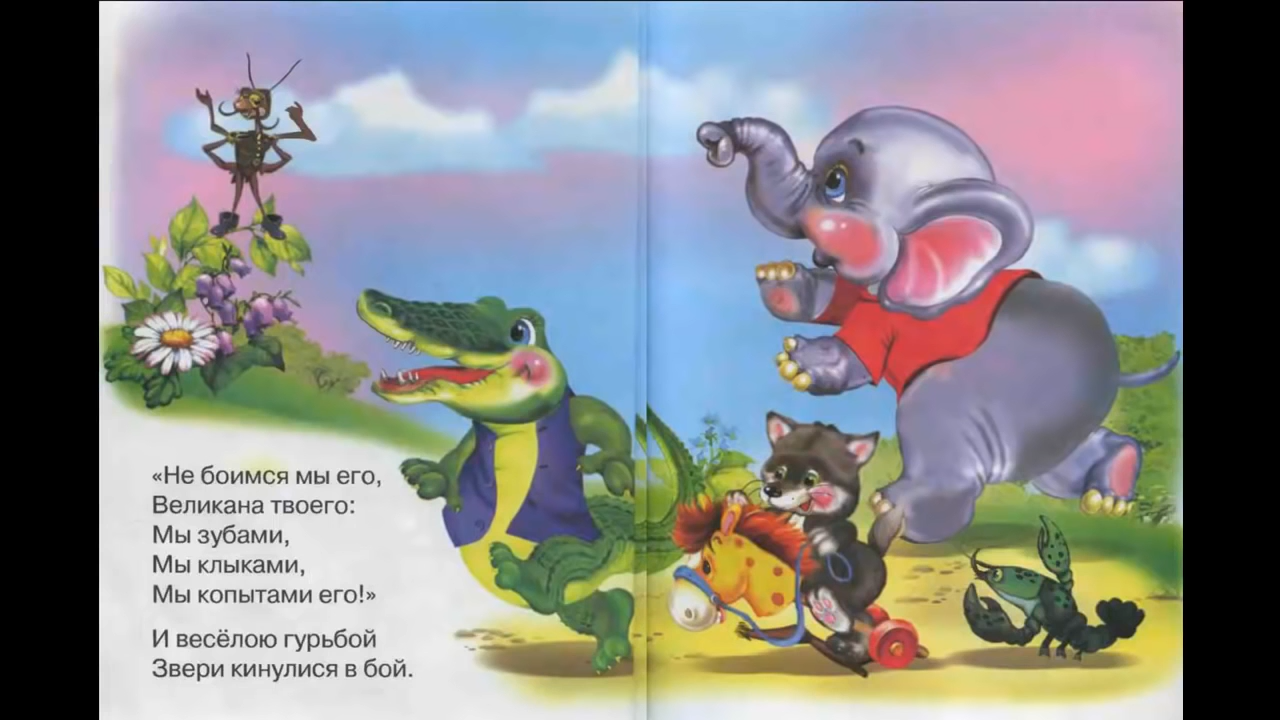 «Не боимся мы его,
Великана твоего:
Мы зубами,
Мы клыками,
Мы копытами его!»
И весёлою гурьбой
Звери кинулися в бой.